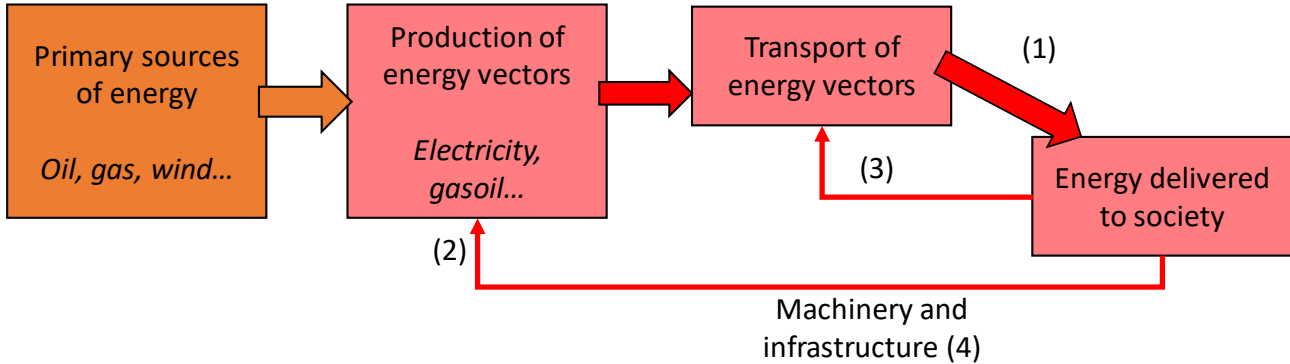 Primary sources
of energy
Oil, gas, wind…
Production of
energy vectors
Electricity,
gasoil…
Transport of
energy vectors
(1)
Energy delivered
to society
(3)
(2)
Machinery and
infrastructure (4)